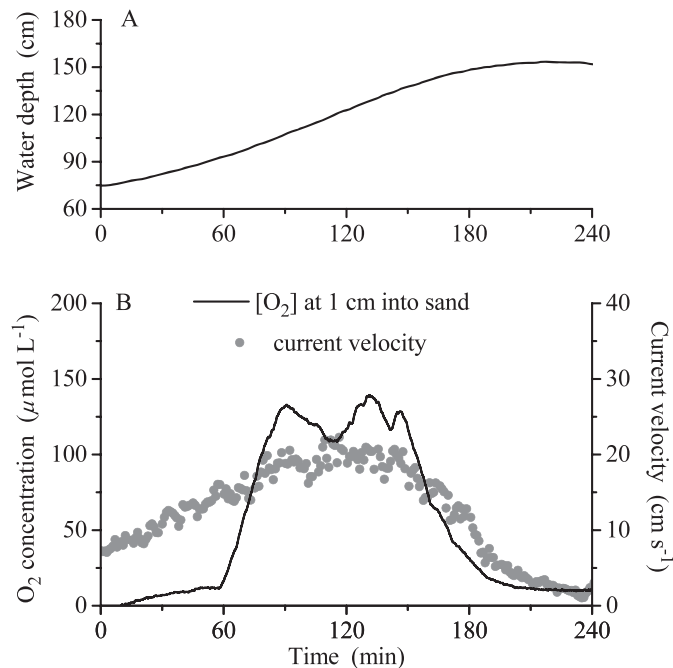 A
Water depth (cm)
180
150
120
90
60
0 60 120 180 240
B
[O₂] at 1 cm into sand
current velocity
O₂ concentration (μmol L⁻¹)
200
150
100
50
0
Current velocity (cm s⁻¹)
40
30
20
10
0
0 60 120 180 240
Time (min)